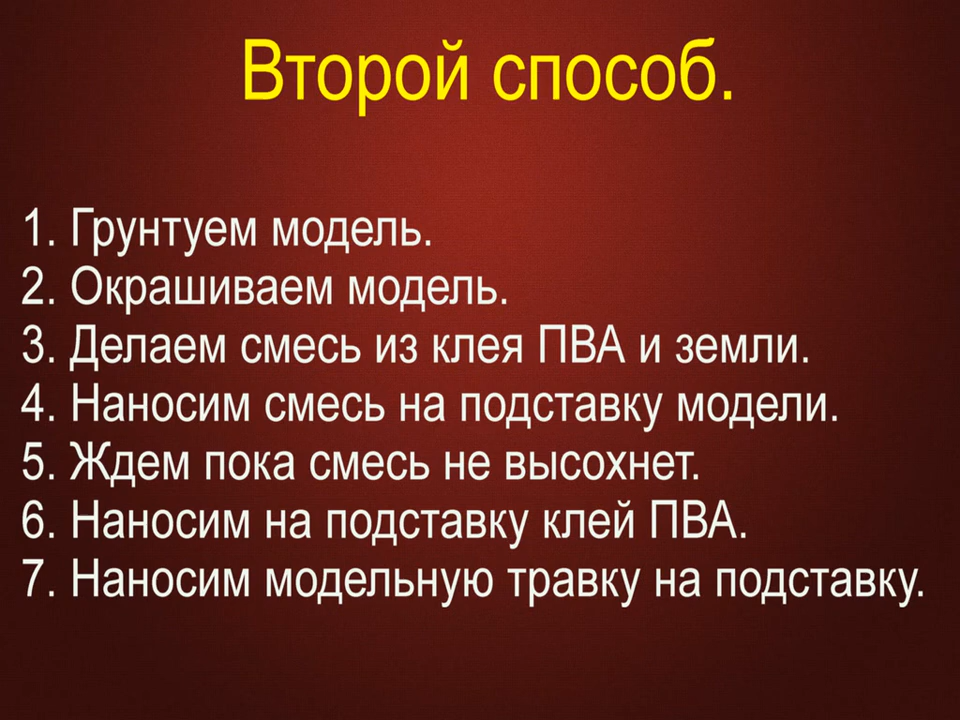 Второй способ.
1. Грунтуем модель.
2. Окрашиваем модель.
3. Делаем смесь из клея ПВА и земли.
4. Наносим смесь на подставку модели.
5. Ждем пока смесь не высохнет.
6. Наносим на подставку клей ПВА.
7. Наносим модельную травку на подставку.